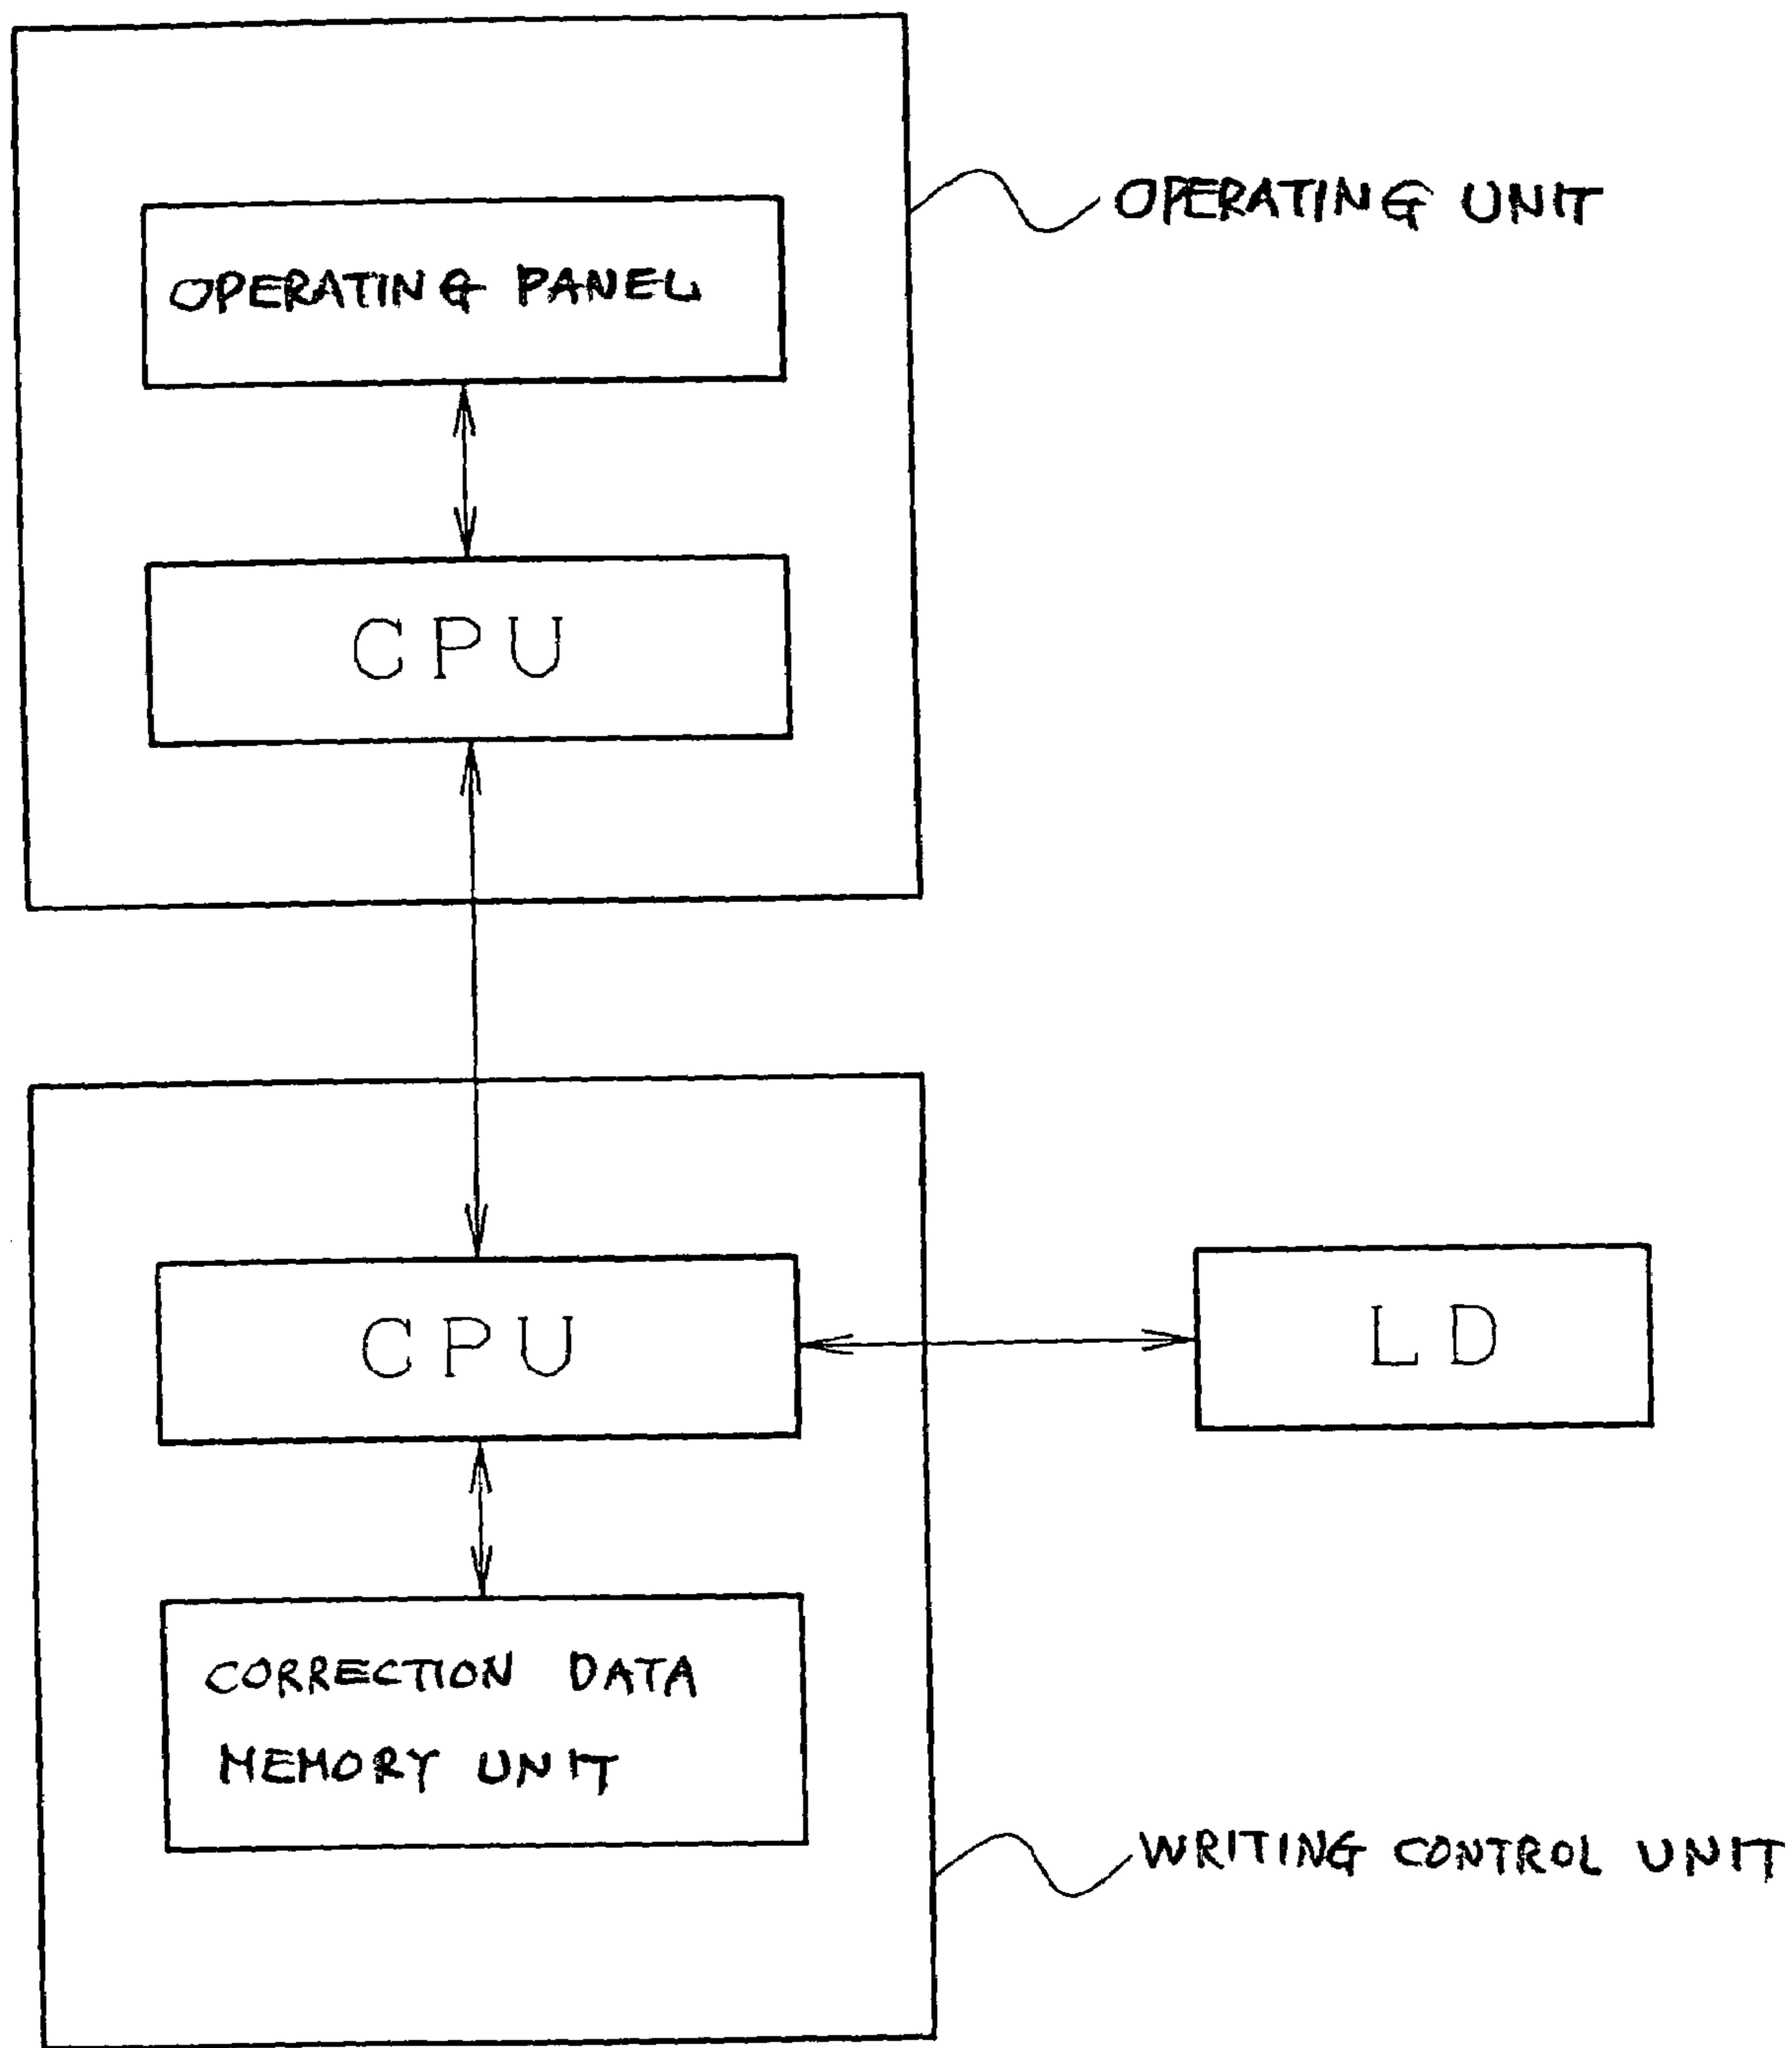 OPERATING UNIT
OPERATING PANEL
CPU
CPU
LD
CORRECTION DATA
MEMORY UNIT
WRITING CONTROL UNIT